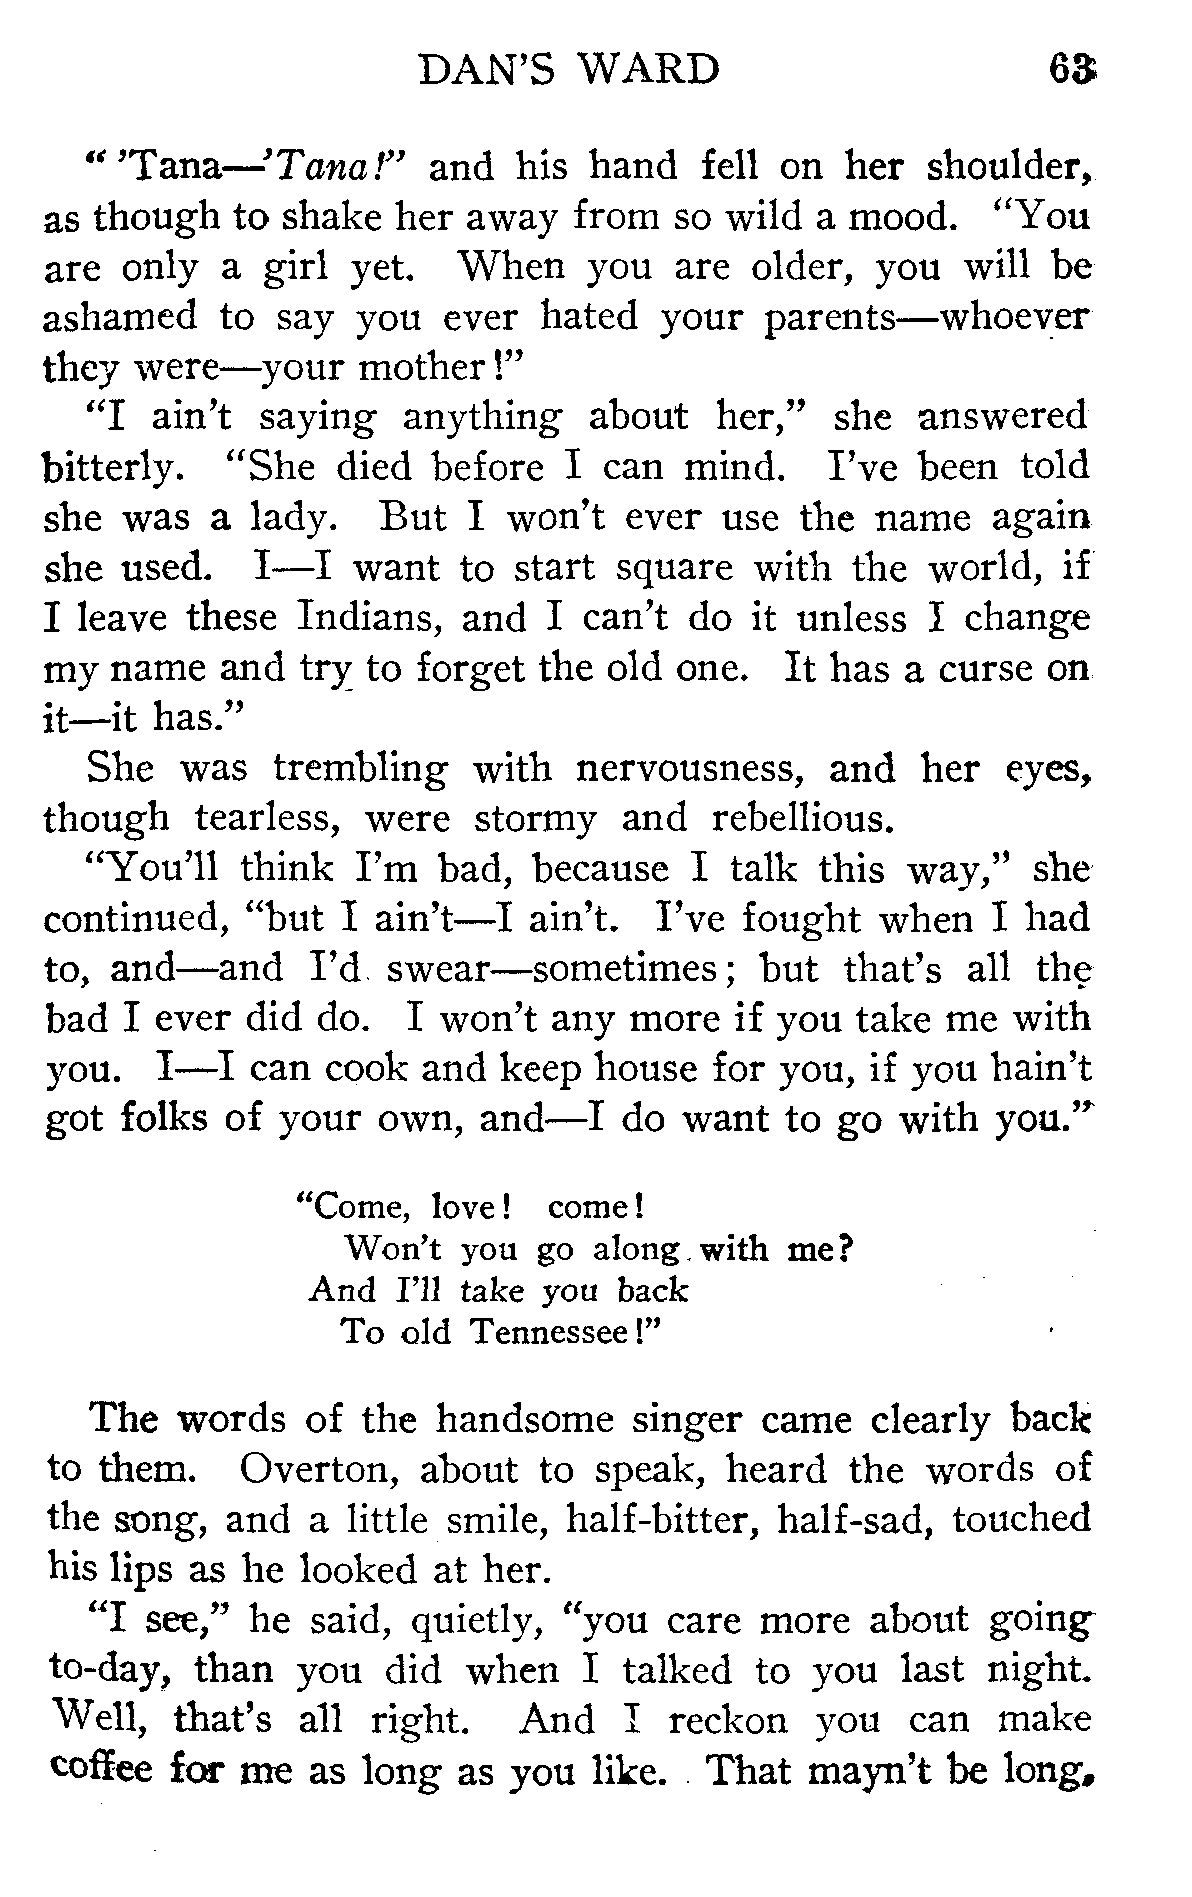 DAN'S WARD 63
" 'Tana—'Tana!" and his hand fell on her shoulder,
as though to shake her away from so wild a mood. "You
are only a girl yet. When you are older, you will be
ashamed to say you ever hated your parents—whoever
they were—your mother!"
"I ain't saying anything about her," she answered
bitterly. "She died before I can mind. I've been told
she was a lady. But I won't ever use the name again
she used. I—I want to start square with the world, if
I leave these Indians, and I can't do it unless I change
my name and try to forget the old one. It has a curse on
it—it has."
She was trembling with nervousness, and her eyes,
though tearless, were stormy and rebellious.
"You'll think I'm bad, because I talk this way," she
continued, "but I ain't—I ain't. I've fought when I had
to, and—and I'd swear—sometimes; but that's all the
bad I ever did do. I won't any more if you take me with
you. I—I can cook and keep house for you, if you hain't
got folks of your own, and—I do want to go with you."
"Come, love! come!
Won't you go along with me?
And I'll take you back
To old Tennessee!"
The words of the handsome singer came clearly back
to them. Overton, about to speak, heard the words of
the song, and a little smile, half-bitter, half-sad, touched
his lips as he looked at her.
"I see," he said, quietly, "you care more about going
to-day, than you did when I talked to you last night.
Well, that's all right. And I reckon you can make
coffee for me as long as you like. That mayn't be long,